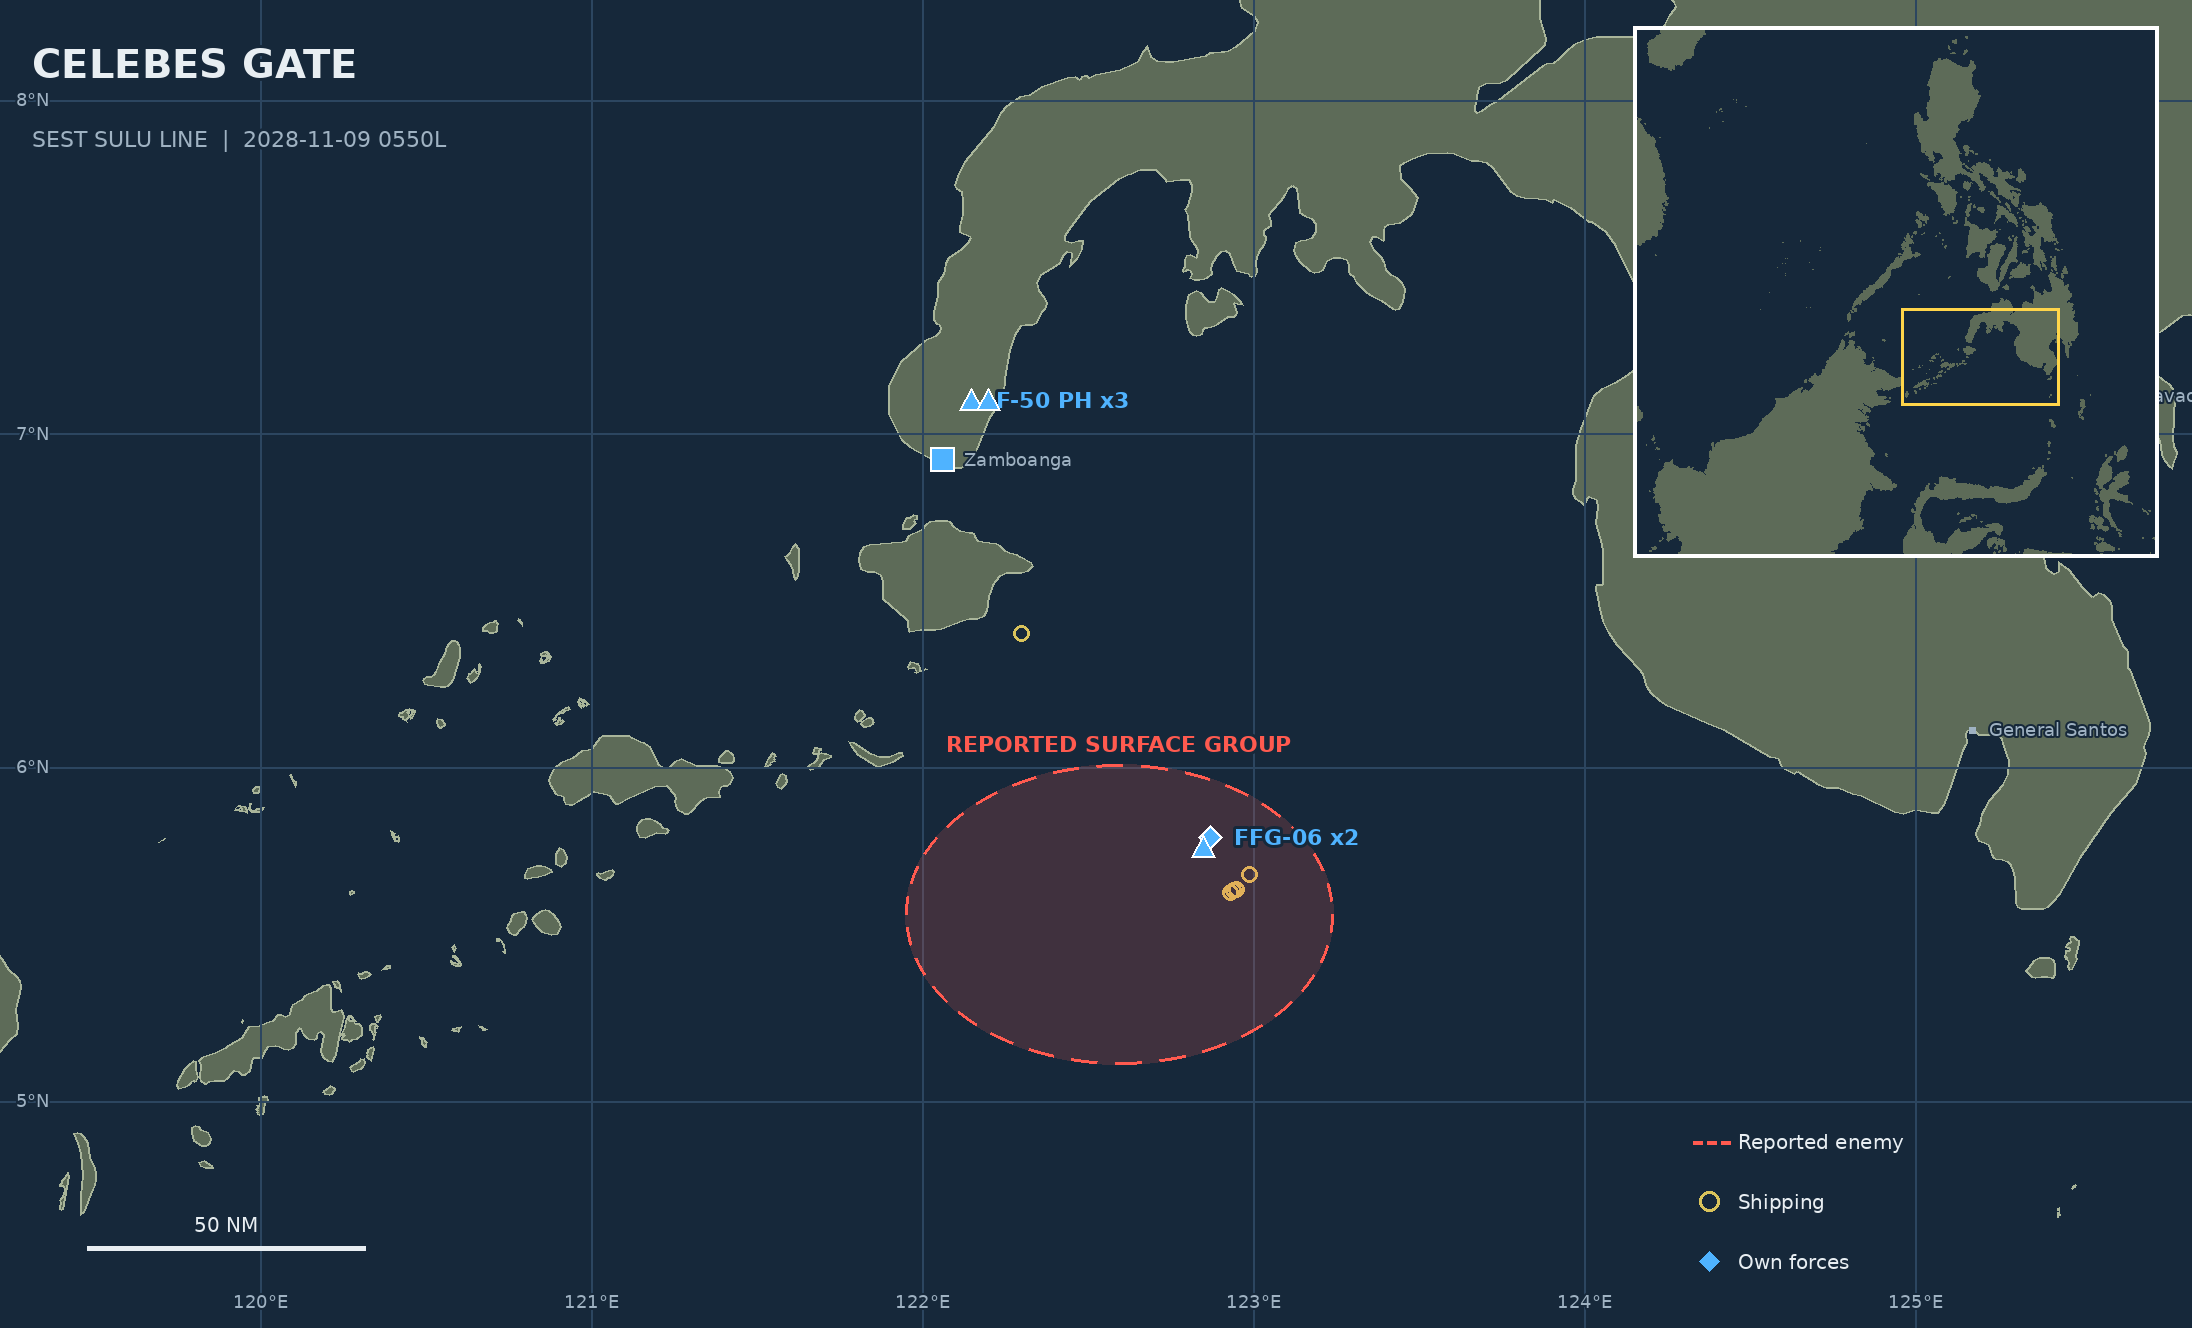 CELEBES GATE
8°N
SEST SULU LINE | 2028-11-09 0550L
F-50 PH x3
7°N
Zamboanga
General Santos
REPORTED SURFACE GROUP
6°N
FFG-06 x2
5°N
Reported enemy
Shipping
50 NM
Own forces
120°E
121°E
122°E
123°E
124°E
125°E